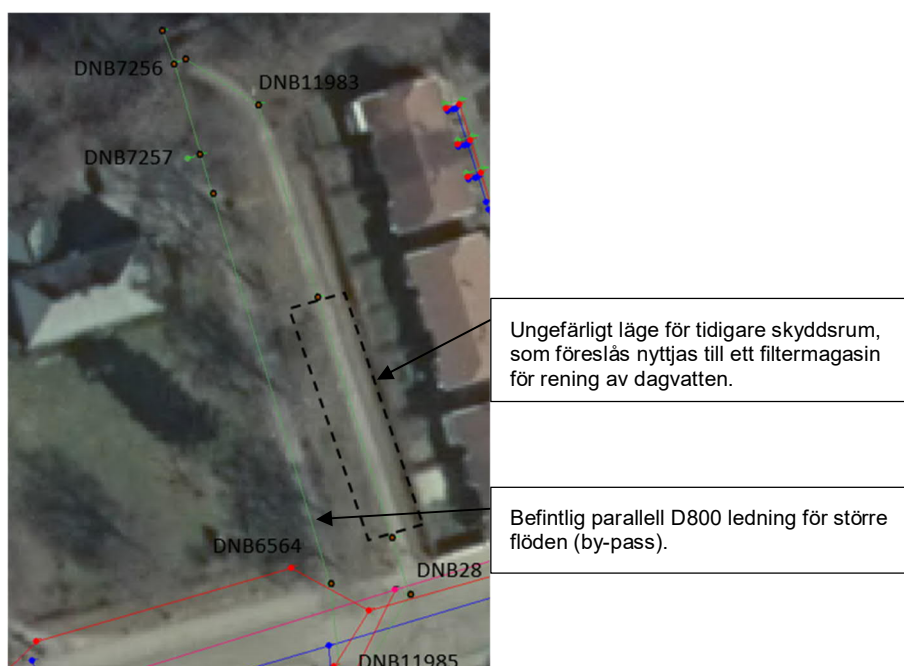 DNB7256
DNB11983
DNB7257
Ungefärligt läge för tidigare skyddsrum,
som föreslås nyttjas till ett filtermagasin
för rening av dagvatten.
Befintlig parallell D800 ledning för större
flöden (by-pass).
DNB6564
DNB28
DNB11985